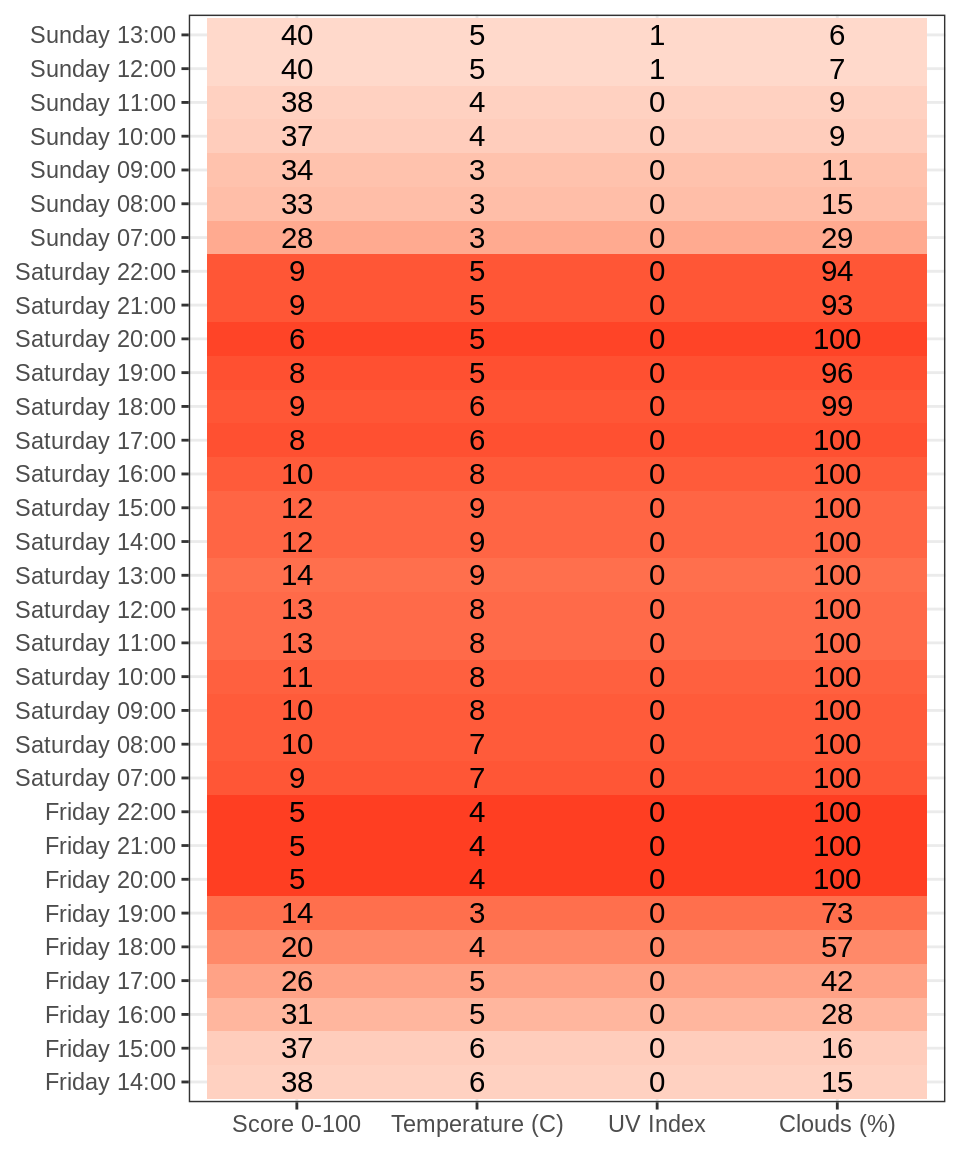 Sunday 13:00 40 5 1 6
Sunday 12:00 40 5 1 7
Sunday 11:00 38 4 0 9
Sunday 10:00 37 4 0 9
Sunday 09:00 34 3 0 11
Sunday 08:00 33 3 0 15
Sunday 07:00 28 3 0 29
Saturday 22:00 9 5 0 94
Saturday 21:00 9 5 0 93
Saturday 20:00 6 5 0 100
Saturday 19:00 8 5 0 96
Saturday 18:00 9 6 0 99
Saturday 17:00 8 6 0 100
Saturday 16:00 10 8 0 100
Saturday 15:00 12 9 0 100
Saturday 14:00 12 9 0 100
Saturday 13:00 14 9 0 100
Saturday 12:00 13 8 0 100
Saturday 11:00 13 8 0 100
Saturday 10:00 11 8 0 100
Saturday 09:00 10 8 0 100
Saturday 08:00 10 7 0 100
Saturday 07:00 9 7 0 100
Friday 22:00 5 4 0 100
Friday 21:00 5 4 0 100
Friday 20:00 5 4 0 100
Friday 19:00 14 3 0 73
Friday 18:00 20 4 0 57
Friday 17:00 26 5 0 42
Friday 16:00 31 5 0 28
Friday 15:00 37 6 0 16
Friday 14:00 38 6 0 15
Score 0-100 Temperature (C) UV Index Clouds (%)